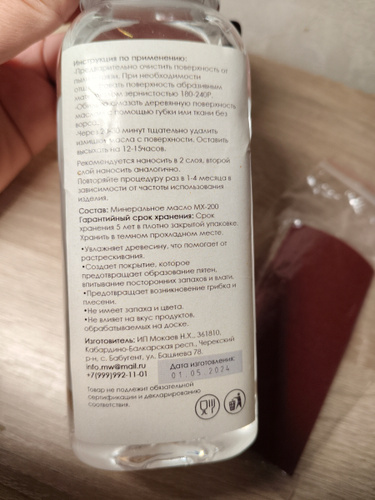 Инструкция по применению:
-Предварительно очистить поверхность от
При необходимости
поверхность абразивным
зернистостью 180-240Р.
смазать деревянную поверхность
помощью губки или ткани без
ворса.
-Через минут тщательно удалить
масла с поверхности. Оставить
на 12-15часов.
Рекомендуется наносить в 2 слоя, второй
слой наносить аналогично.
Повторяйте процедуру раз в 1-4 месяца в
зависимости от частоты использования
изделия.
Состав: Минеральное масло МХ-200
Гарантийный срок хранения: Срок
хранения 5 лет в плотно закрытой упаковке.
Хранить в темном прохладном месте.
•Увлажняет древесину, что помогает от
растрескивания.
•Создает покрытие, которое
предотвращает образование пятен,
впитывание посторонних запахов и влаги.
•Предотвращает возникновение грибка и
плесени.
•Не имеет запаха и цвета.
•Не влияет на вкус продуктов,
обрабатываемых на доске.
Изготовитель: ИП Мокаев Н.Х., 361810,
Кабардино-Балкарская респ., Черекский
р-н, с. Бабугент, ул. Башиева 78.
info.mw@mail.ru
+7(999)992-11-01
Дата изготовления:
01.05.2024
Товар не подлежит обязательной
сертификации и декларированию
соответствия.